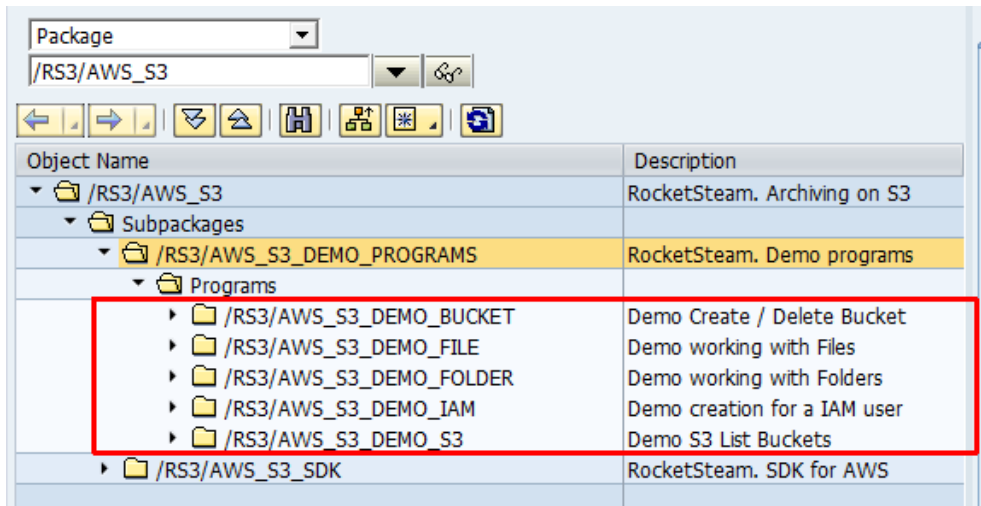 Package
/RS3/AWS_S3
Object Name Description
/RS3/AWS_S3 RocketSteam. Archiving on S3
Subpackages
/RS3/AWS_S3_DEMO_PROGRAMS RocketSteam. Demo programs
Programs
/RS3/AWS_S3_DEMO_BUCKET Demo Create / Delete Bucket
/RS3/AWS_S3_DEMO_FILE Demo working with Files
/RS3/AWS_S3_DEMO_FOLDER Demo working with Folders
/RS3/AWS_S3_DEMO_IAM Demo creation for a IAM user
/RS3/AWS_S3_DEMO_S3 Demo S3 List Buckets
/RS3/AWS_S3_SDK RocketSteam. SDK for AWS